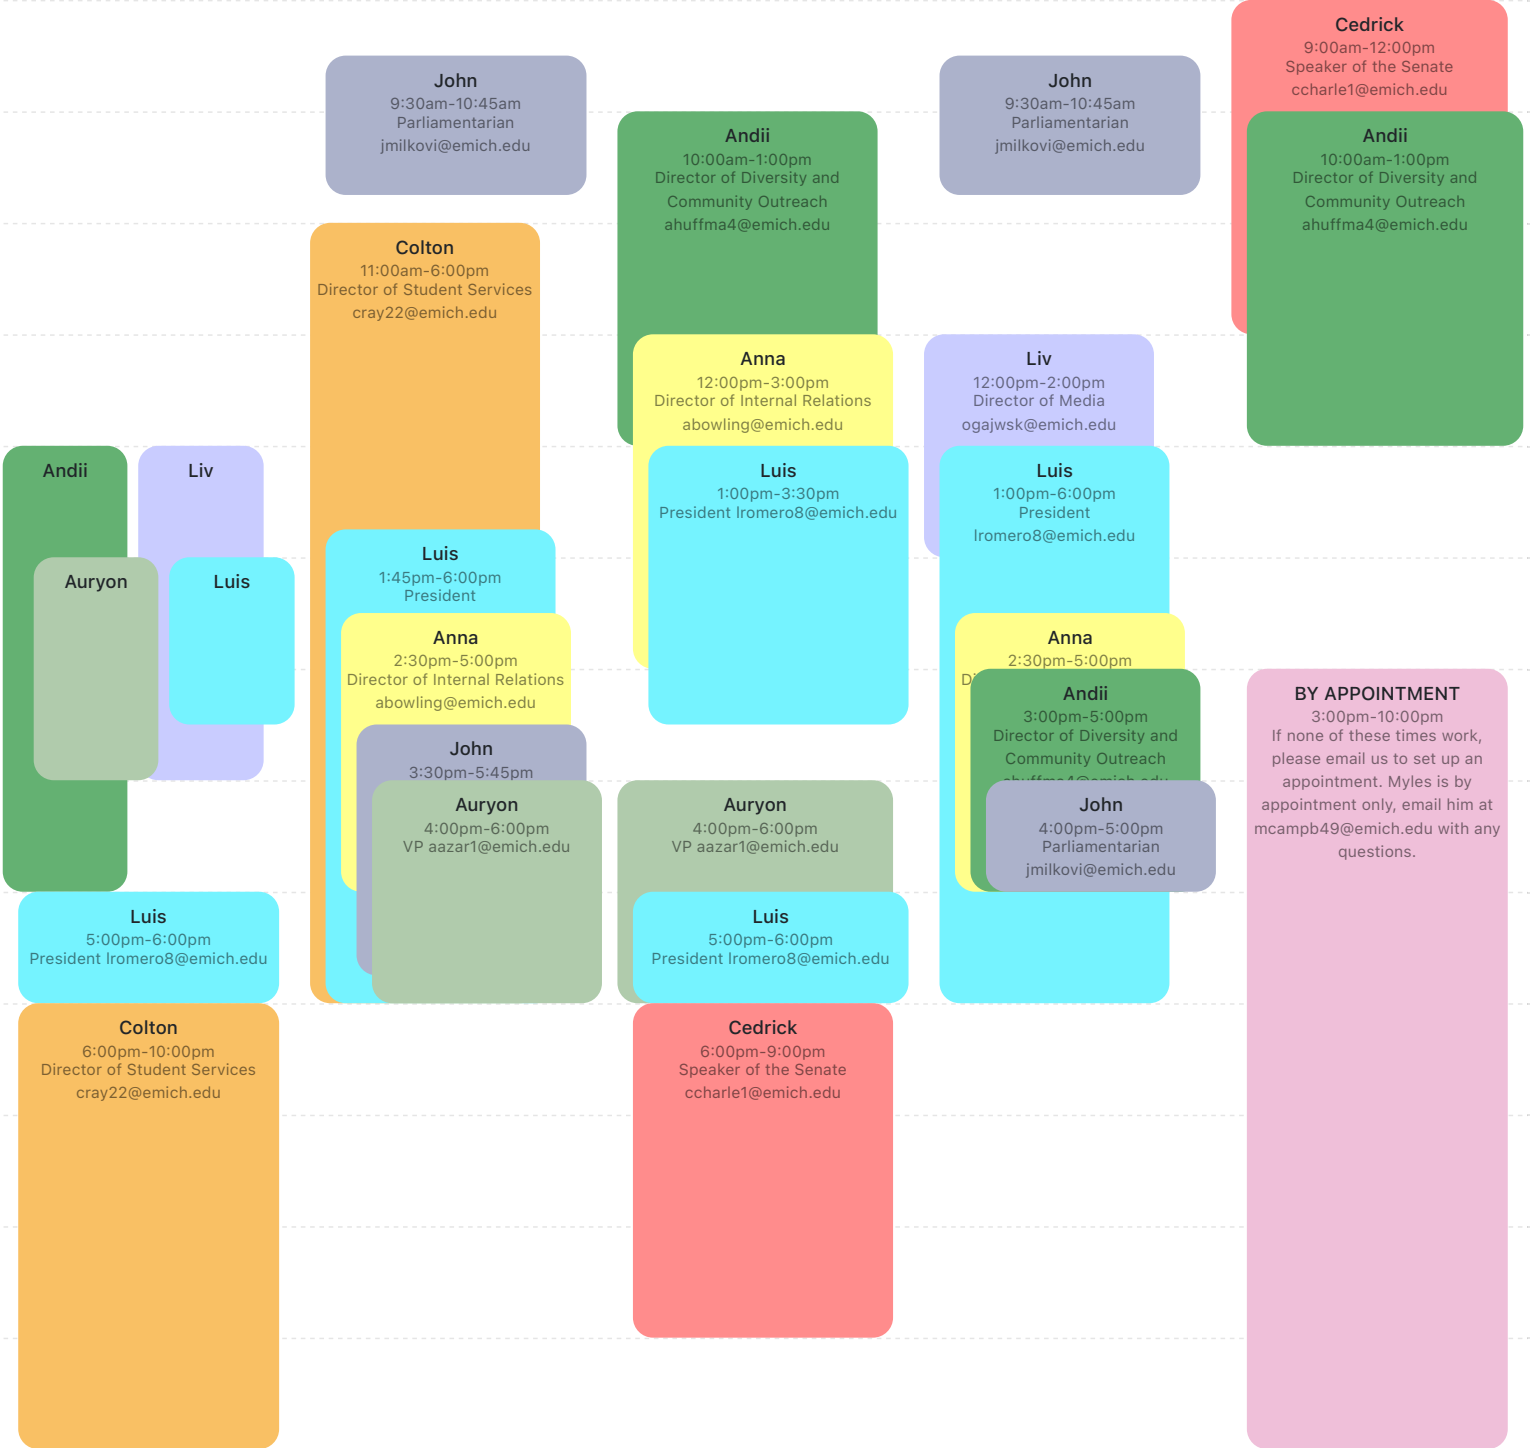 Andii
Liv
Auryon
Luis
Luis
5:00pm-6:00pm
President lromero8@emich.edu
Colton
6:00pm-10:00pm
Director of Student Services
cray22@emich.edu
John
9:30am-10:45am
Parliamentarian
jmilkovi@emich.edu
Colton
11:00am-6:00pm
Director of Student Services
cray22@emich.edu
Luis
1:45pm-6:00pm
President
Anna
2:30pm-5:00pm
Director of Internal Relations
abowling@emich.edu
John
3:30pm-5:45pm
Auryon
4:00pm-6:00pm
VP aazar1@emich.edu
Andii
10:00am-1:00pm
Director of Diversity and
Community Outreach
ahuffma4@emich.edu
Anna
12:00pm-3:00pm
Director of Internal Relations
abowling@emich.edu
Luis
1:00pm-3:30pm
President lromero8@emich.edu
Auryon
4:00pm-6:00pm
VP aazar1@emich.edu
Luis
5:00pm-6:00pm
President lromero8@emich.edu
Cedrick
6:00pm-9:00pm
Speaker of the Senate
ccharle1@emich.edu
John
9:30am-10:45am
Parliamentarian
jmilkovi@emich.edu
Liv
12:00pm-2:00pm
Director of Media
ogajwsk@emich.edu
Luis
1:00pm-6:00pm
President
lromero8@emich.edu
Anna
2:30pm-5:00pm
Andii
3:00pm-5:00pm
Director of Diversity and
Community Outreach
ahuffma4@emich.edu
John
4:00pm-5:00pm
Parliamentarian
jmilkovi@emich.edu
Cedrick
9:00am-12:00pm
Speaker of the Senate
ccharle1@emich.edu
Andii
10:00am-1:00pm
Director of Diversity and
Community Outreach
ahuffma4@emich.edu
BY APPOINTMENT
3:00pm-10:00pm
If none of these times work,
please email us to set up an
appointment. Myles is by
appointment only, email him at
mcampb49@emich.edu with any
questions.